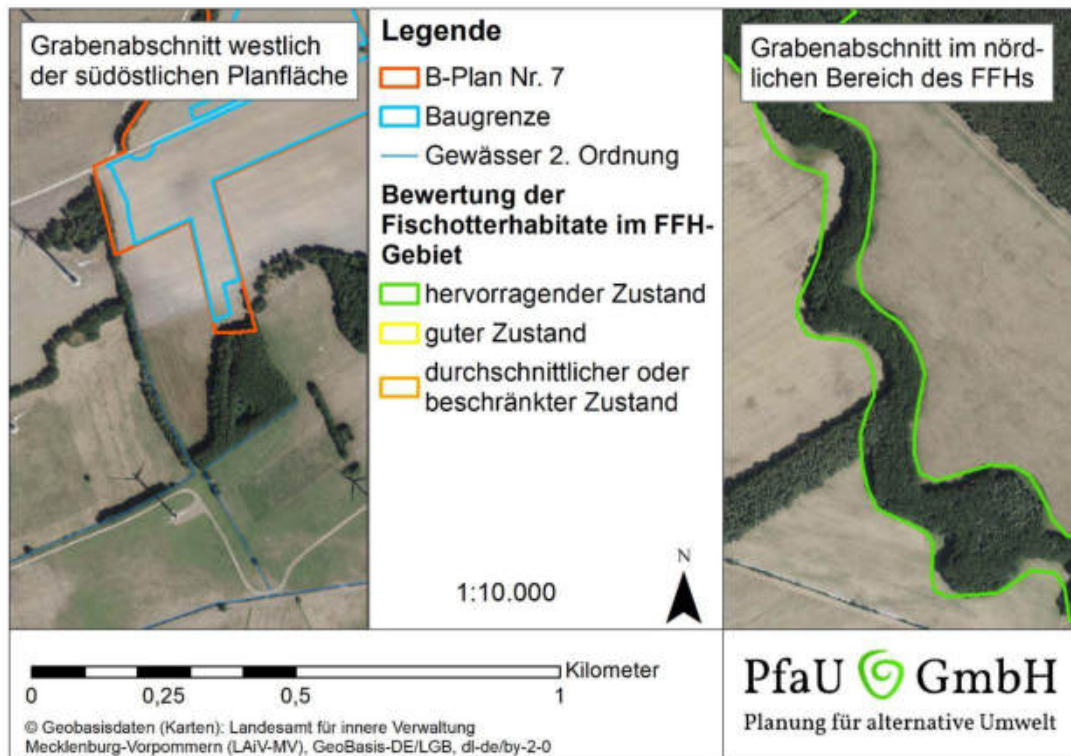 Grabenabschnitt westlich
der südöstlichen Planfläche
Legende
B-Plan Nr. 7
Baugrenze
Gewässer 2. Ordnung
Bewertung der
Fischotterhabitate im FFH-
Gebiet
hervorragender Zustand
guter Zustand
durchschnittlicher oder
beschränkter Zustand
1:10.000
N
Grabenabschnitt im nörd-
lichen Bereich des FFHs
Kilometer
0 0,25 0,5 1
© Geobasisdaten (Karten): Landesamt für innere Verwaltung
Mecklenburg-Vorpommern (LAiV-MV), GeoBasis-DE/LGB, dl-de/by-2-0
PfaU GmbH
Planung für alternative Umwelt